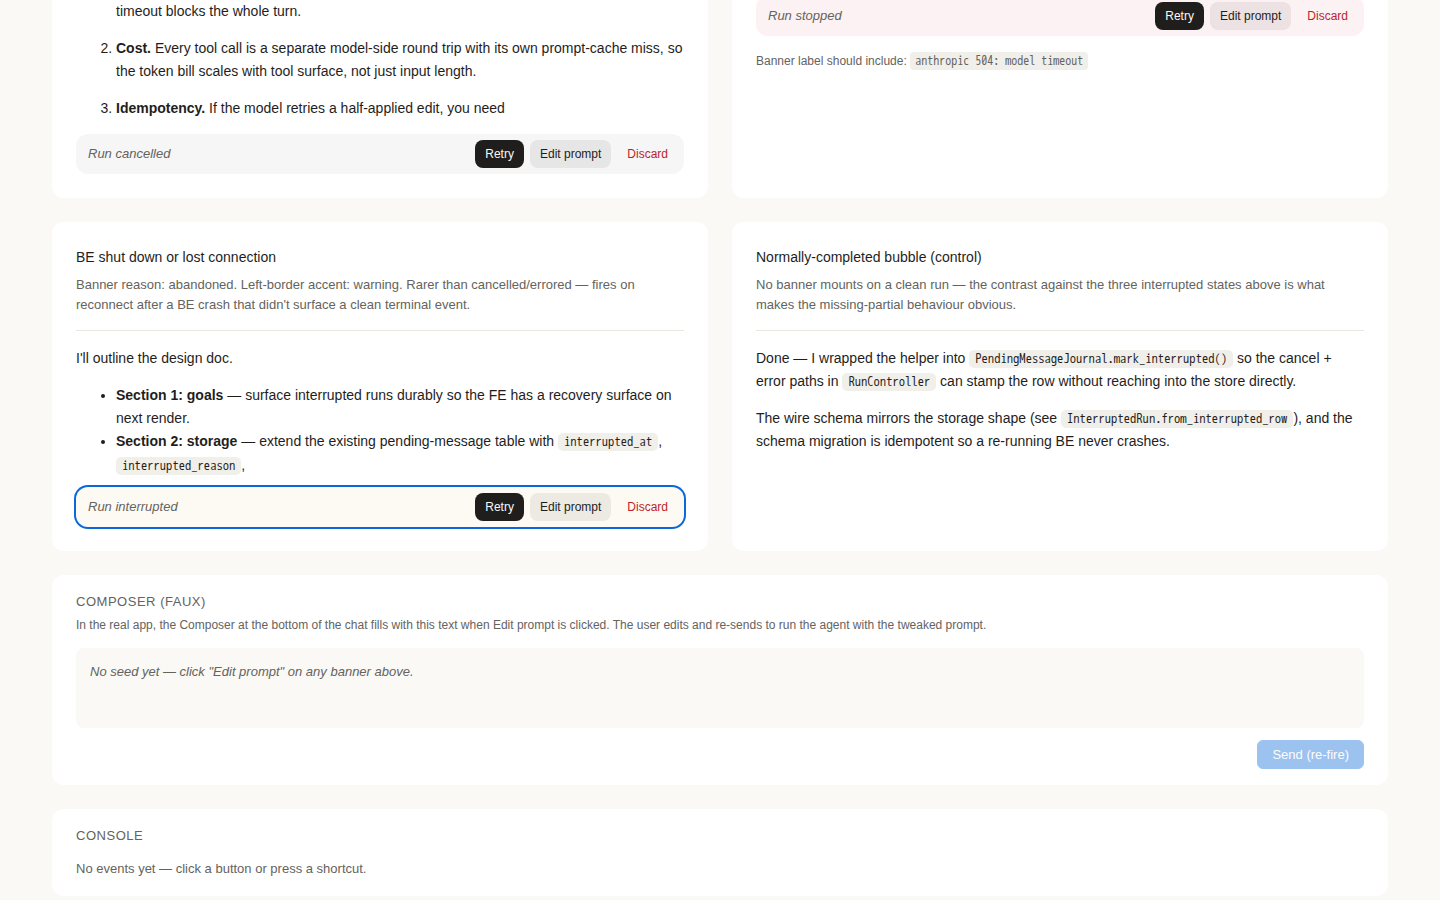 timeout blocks the whole turn.
2. Cost. Every tool call is a separate model-side round trip with its own prompt-cache miss, so
the token bill scales with tool surface, not just input length.
3. Idempotency. If the model retries a half-applied edit, you need
Run cancelled Retry Edit prompt Discard
Run stopped Retry Edit prompt Discard
Banner label should include: anthropic 504: model timeout
BE shut down or lost connection
Banner reason: abandoned. Left-border accent: warning. Rarer than cancelled/errored — fires on
reconnect after a BE crash that didn't surface a clean terminal event.
I'll outline the design doc.
• Section 1: goals — surface interrupted runs durably so the FE has a recovery surface on
next render.
• Section 2: storage — extend the existing pending-message table with interrupted_at ,
interrupted_reason ,
Run interrupted Retry Edit prompt Discard
Normally-completed bubble (control)
No banner mounts on a clean run — the contrast against the three interrupted states above is what
makes the missing-partial behaviour obvious.
Done — I wrapped the helper into PendingMessageJournal.mark_interrupted() so the cancel +
error paths in RunController can stamp the row without reaching into the store directly.
The wire schema mirrors the storage shape (see InterruptedRun.from_interrupted_row ), and the
schema migration is idempotent so a re-running BE never crashes.
COMPOSER (FAUX)
In the real app, the Composer at the bottom of the chat fills with this text when Edit prompt is clicked. The user edits and re-sends to run the agent with the tweaked prompt.
No seed yet — click "Edit prompt" on any banner above.
Send (re-fire)
CONSOLE
No events yet — click a button or press a shortcut.